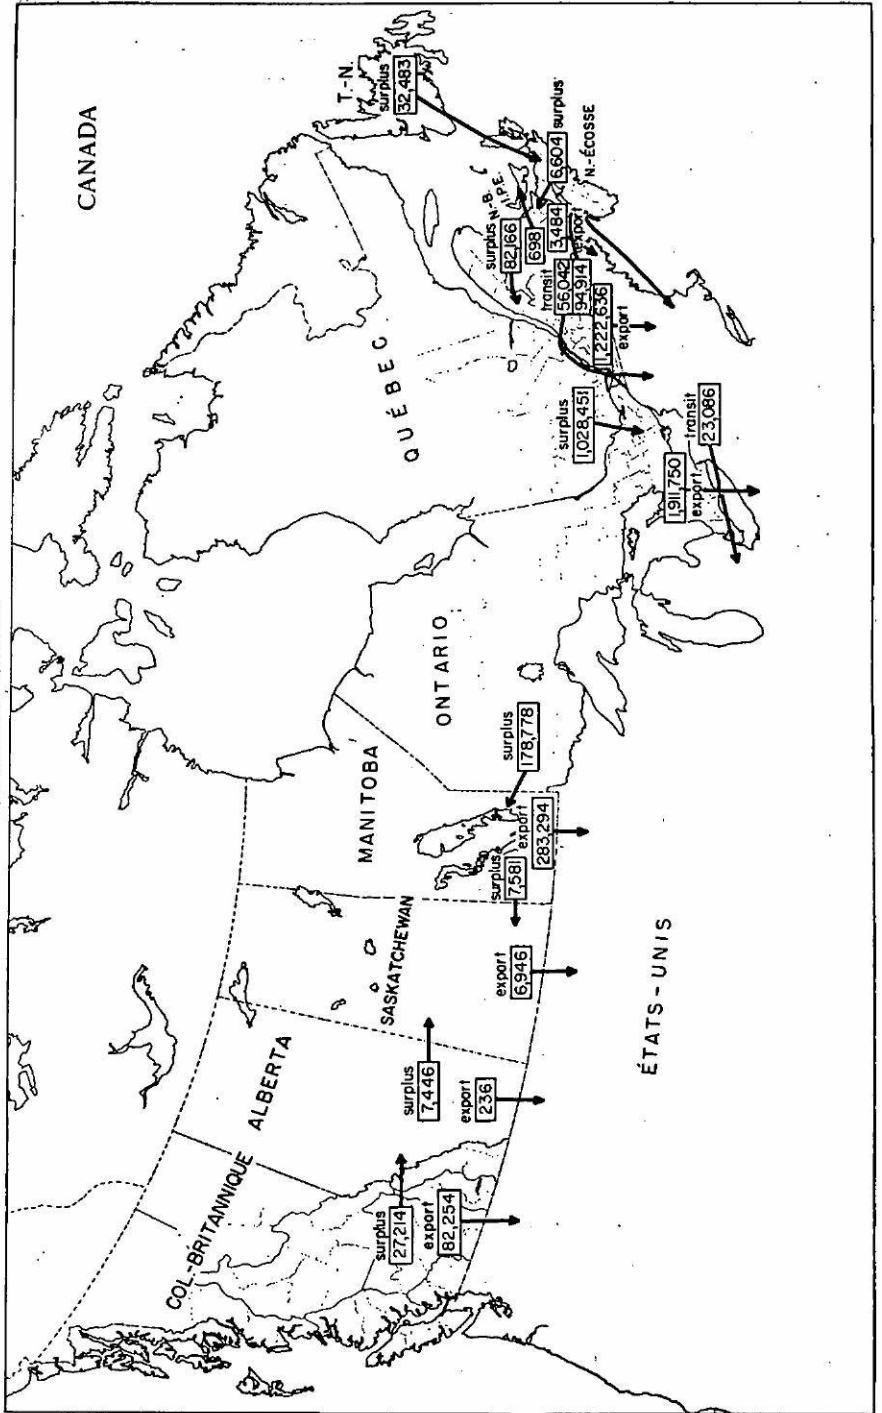 CANADA
T.-N.
surplus
32,483
surplus
6,604
N.-ÉCOSSE
N.-B.
I.P.E.
surplus
82,166
698
3,484
export
transit
56,042
94,914
1,222,636
export
QUÉBEC
surplus
1,028,451
transit
23,086
1,911,750
export
ONTARIO
surplus
178,778
MANITOBA
export
283,294
surplus
7,581
SASKATCHEWAN
export
6,946
ALBERTA
surplus
7,446
export
236
COL.-BRITANNIQUE
surplus
27,214
export
82,254
ÉTATS-UNIS